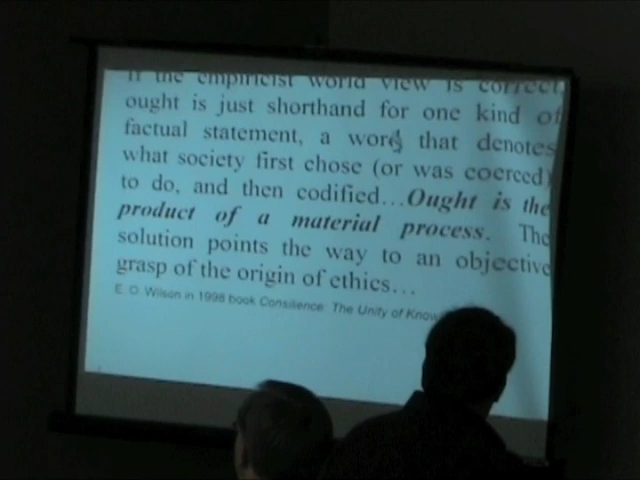 If the empiricist world view is correct,
ought is just shorthand for one kind of
factual statement, a word that denotes
what society first chose (or was coerced)
to do, and then codified…Ought is the
product of a material process. The
solution points the way to an objective
grasp of the origin of ethics…
E. O. Wilson in 1998 book Consilience: The Unity of